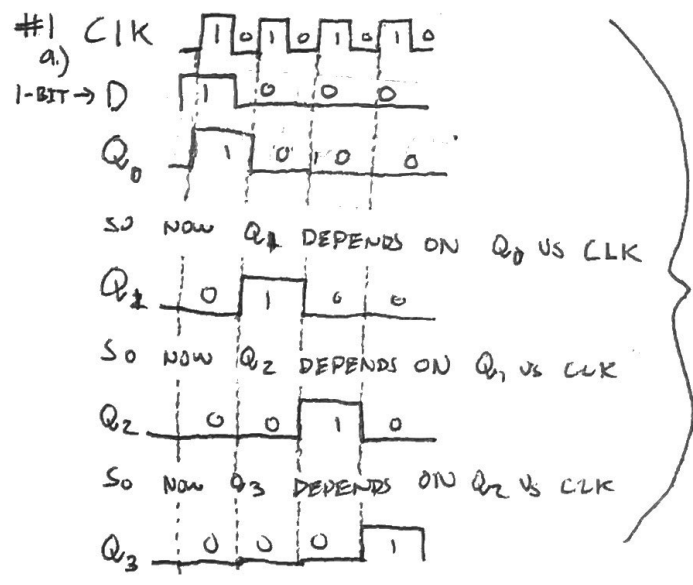 #1 CLK 1 0 1 0 1 0 1 0
a.)
1-BIT → D 1 0 0 0
Q0 1 0 0 0
SO NOW Q1 DEPENDS ON Q0 VS CLK
Q1 0 1 0 0
SO NOW Q2 DEPENDS ON Q1 VS CLK
Q2 0 0 1 0
SO NOW Q3 DEPENDS ON Q2 VS CLK
Q3 0 0 0 1